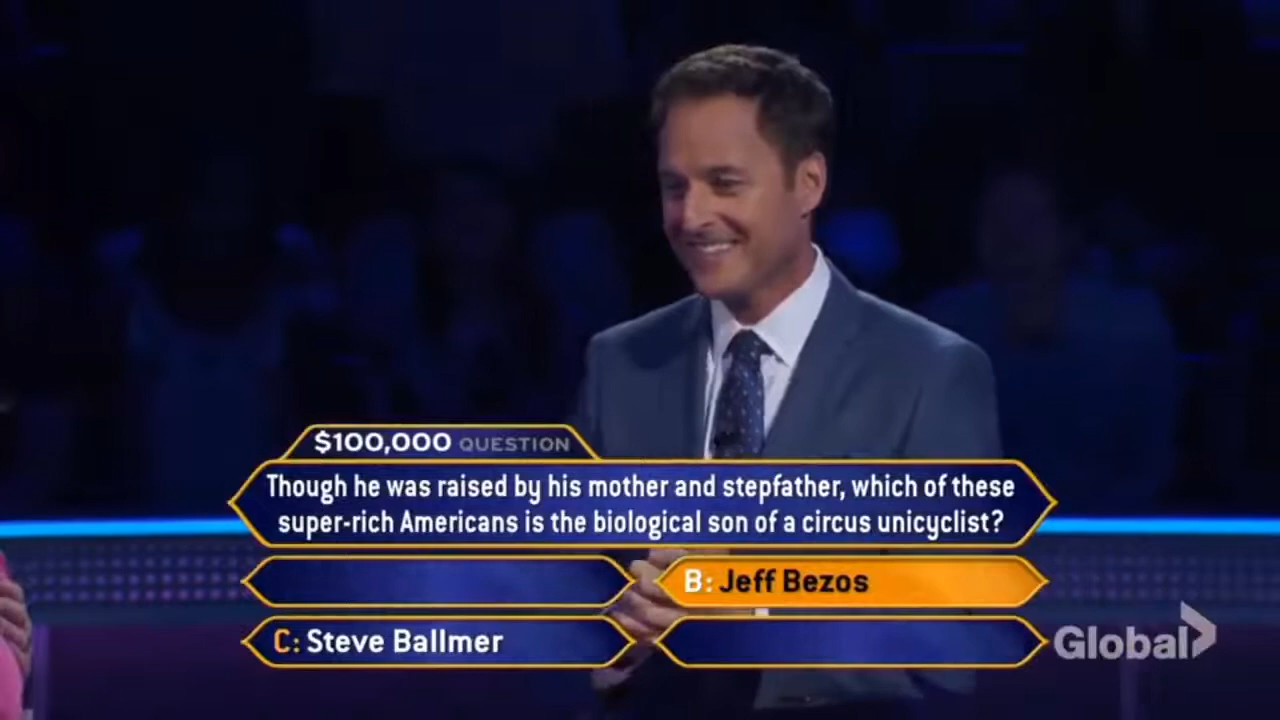 $100,000 QUESTION
Though he was raised by his mother and stepfather, which of these
super-rich Americans is the biological son of a circus unicyclist?
B: Jeff Bezos
C: Steve Ballmer
Global